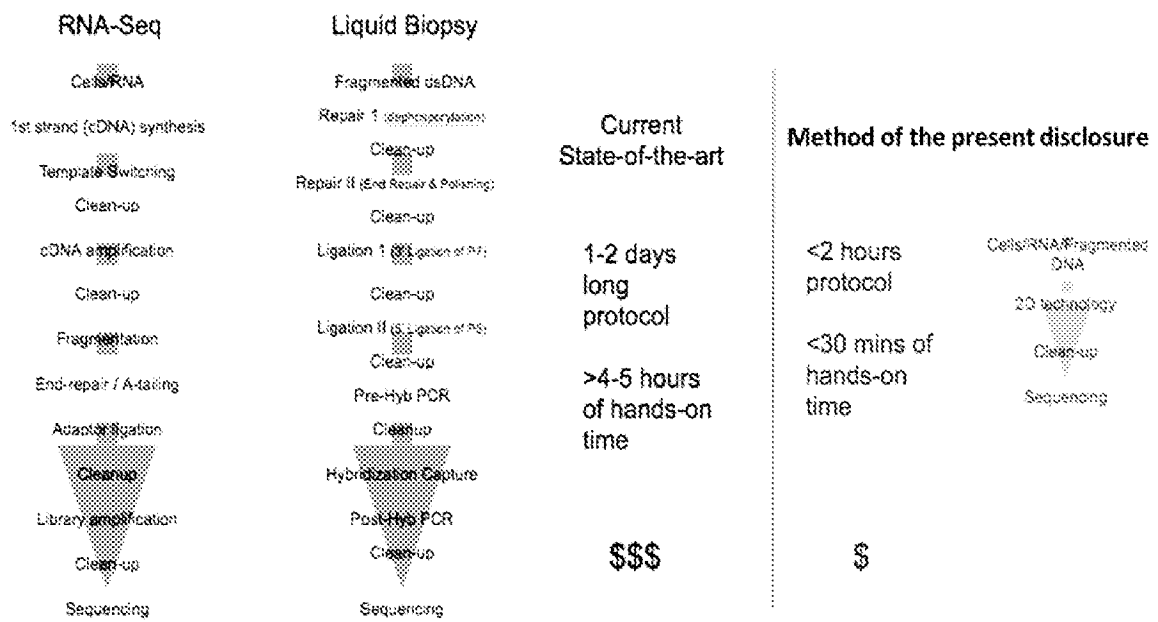 RNA-Seq
Cells/RNA
1st strand (cDNA) synthesis
Template Switching
Clean-up
cDNA amplification
Clean-up
Fragmentation
End-repair / A-tailing
Adaptor ligation
Cleanup
Library amplification
Clean-up
Sequencing
Liquid Biopsy
Fragmented dsDNA
Repair 1 (dephosphorylation)
Clean-up
Repair II (End Repair & Polishing)
Clean-up
Ligation 1
Clean-up
Ligation II
Clean-up
Pre-Hyb PCR
Cleanup
Hybridization Capture
Post-Hyb PCR
Clean-up
Sequencing
Current
State-of-the-art
1-2 days
long
protocol
>4-5 hours
of hands-on
time
$$$
Method of the present disclosure
<2 hours
protocol
<30 mins of
hands-on
time
$
Cells/RNA/Fragmented
DNA
2D technology
Clean-up
Sequencing